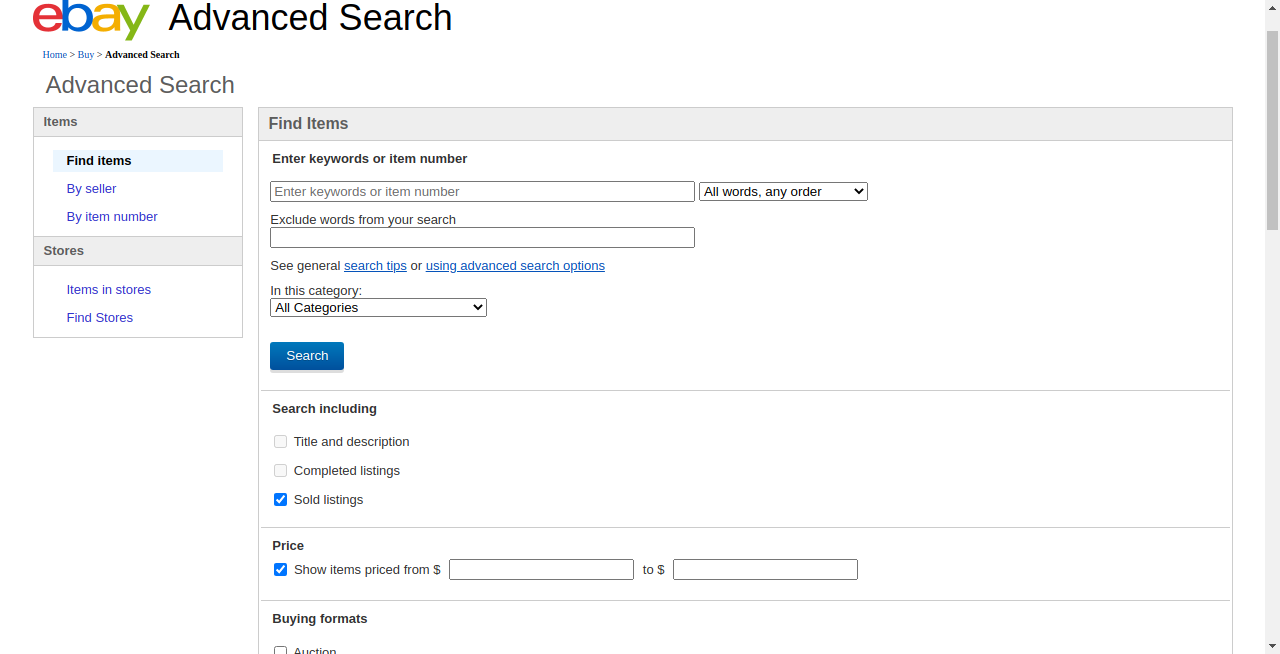 ebay Advanced Search
Home > Buy > Advanced Search
Advanced Search
Items
Find items
By seller
By item number
Stores
Items in stores
Find Stores
Find Items
Enter keywords or item number
Enter keywords or item number All words, any order
Exclude words from your search
See general search tips or using advanced search options
In this category:
All Categories
Search
Search including
Title and description
Completed listings
Sold listings
Price
Show items priced from $ to $
Buying formats
Auction